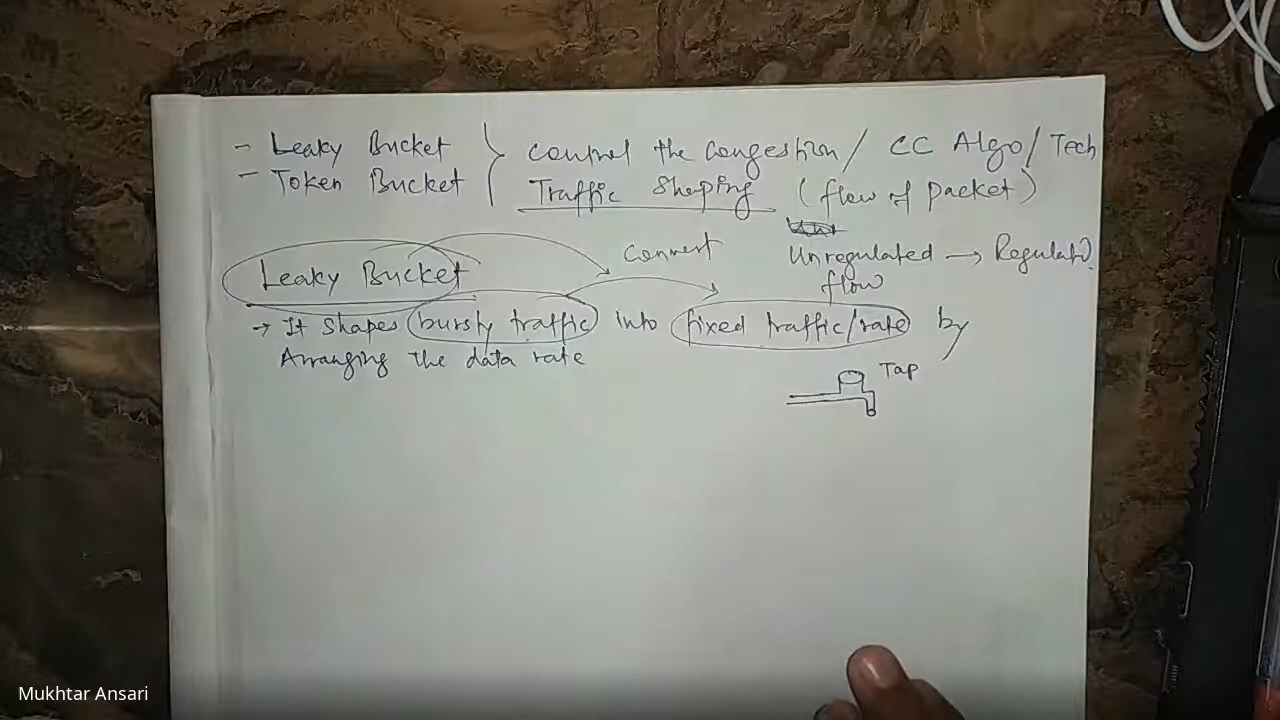 - Leaky Bucket
- Token Bucket
control the congestion / CC Algo / Tech
Traffic Shaping (flow of packet)
Unregulated → Regulated
flow
Leaky Bucket
Convert
→ It shapes bursty traffic into fixed traffic/rate by
Arranging the data rate
Tap
Mukhtar Ansari